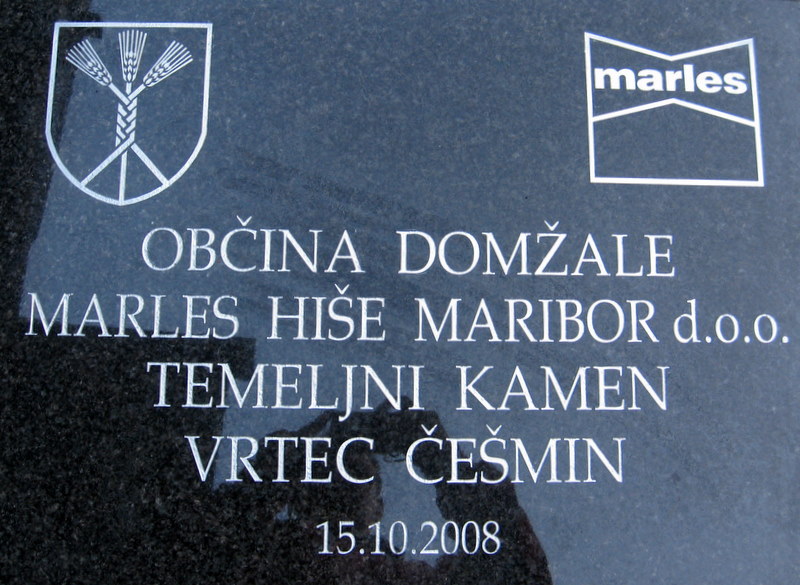 marles
OBČINA DOMŽALE
MARLES HIŠE MARIBOR d.o.o.
TEMELJNI KAMEN
VRTEC ČEŠMIN
15.10.2008